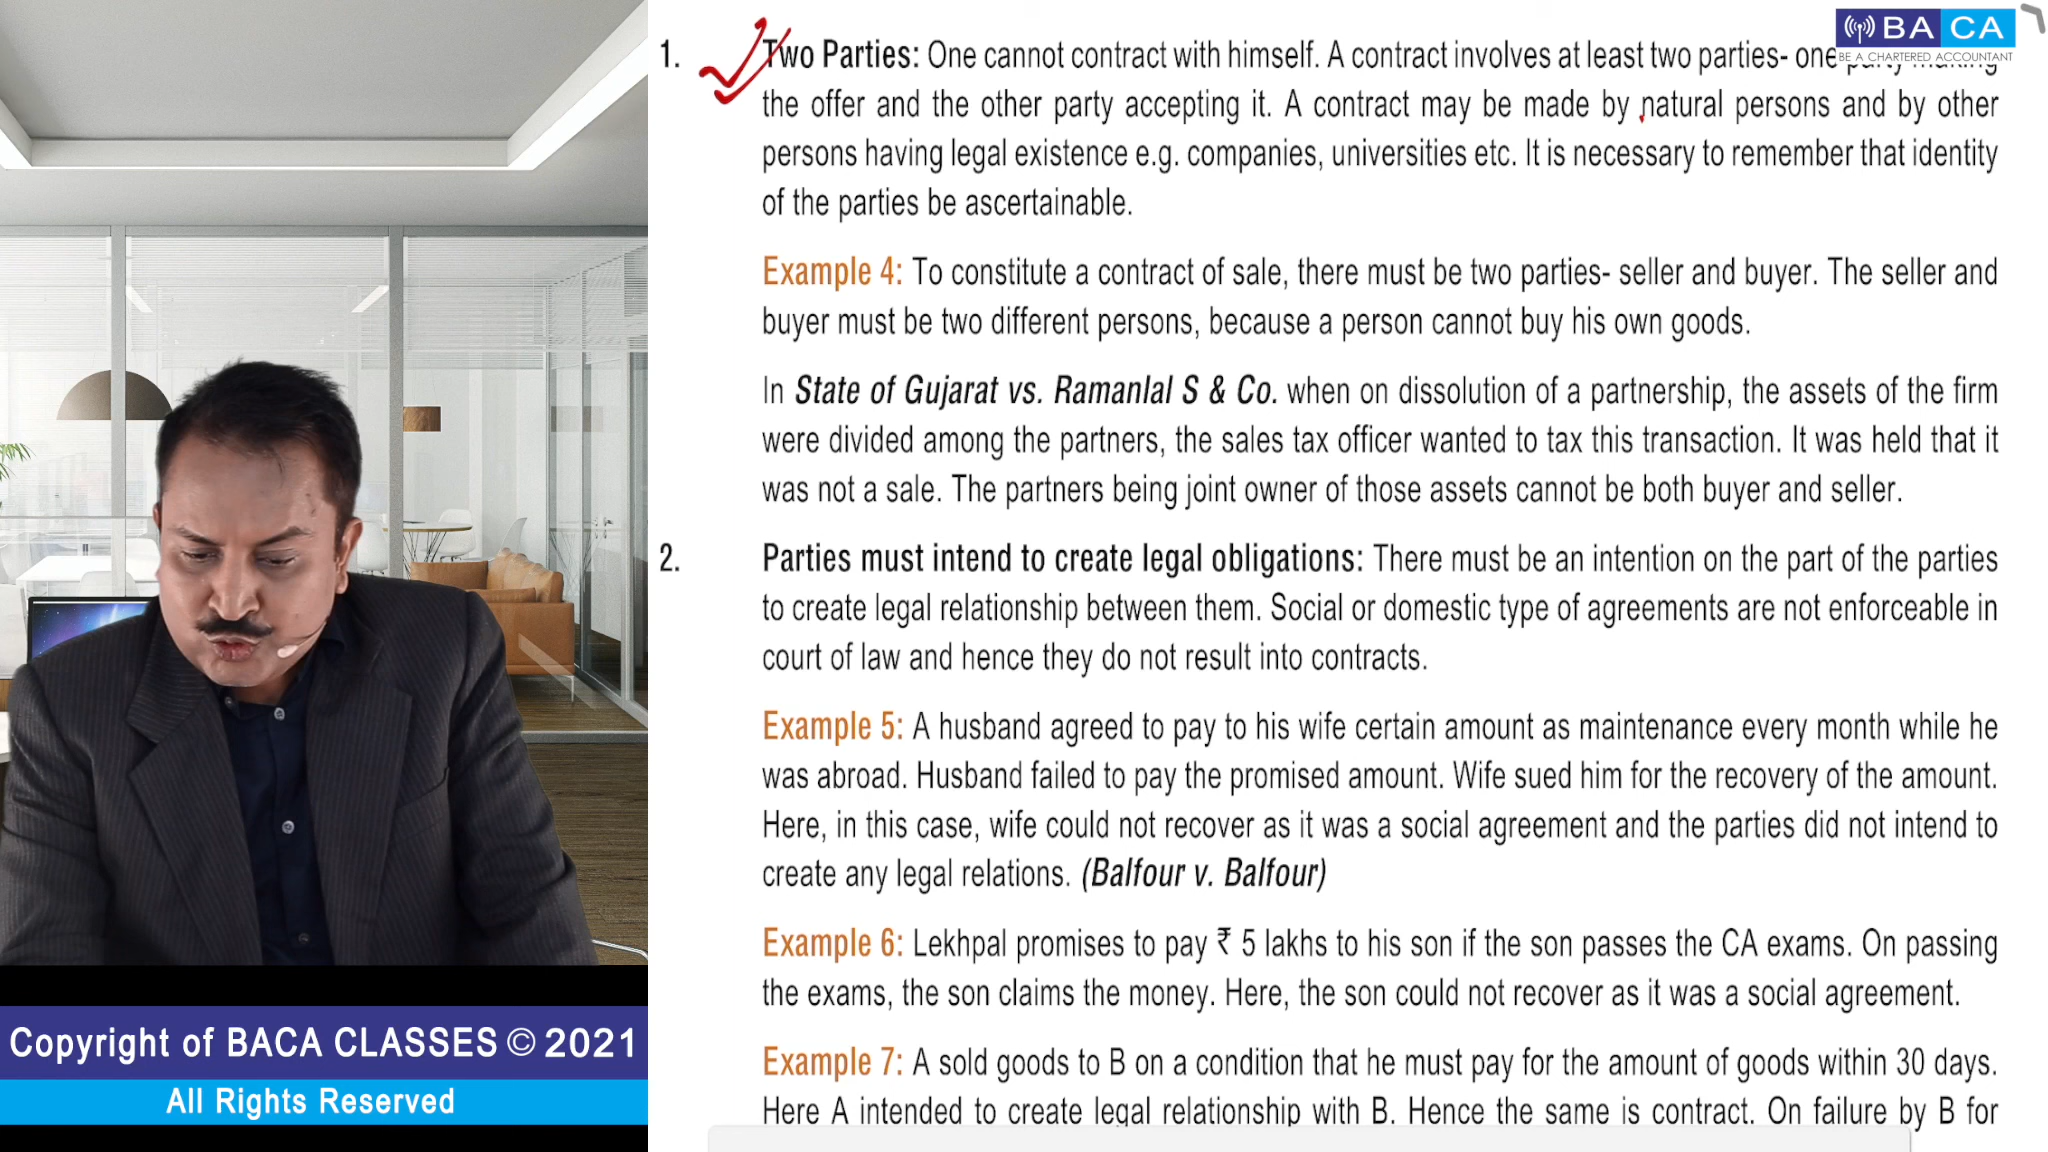 BACA
BE A CHARTERED ACCOUNTANT
1. Two Parties: One cannot contract with himself. A contract involves at least two parties- one party making
the offer and the other party accepting it. A contract may be made by natural persons and by other
persons having legal existence e.g. companies, universities etc. It is necessary to remember that identity
of the parties be ascertainable.
Example 4: To constitute a contract of sale, there must be two parties- seller and buyer. The seller and
buyer must be two different persons, because a person cannot buy his own goods.
In State of Gujarat vs. Ramanlal S & Co. when on dissolution of a partnership, the assets of the firm
were divided among the partners, the sales tax officer wanted to tax this transaction. It was held that it
was not a sale. The partners being joint owner of those assets cannot be both buyer and seller.
2. Parties must intend to create legal obligations: There must be an intention on the part of the parties
to create legal relationship between them. Social or domestic type of agreements are not enforceable in
court of law and hence they do not result into contracts.
Example 5: A husband agreed to pay to his wife certain amount as maintenance every month while he
was abroad. Husband failed to pay the promised amount. Wife sued him for the recovery of the amount.
Here, in this case, wife could not recover as it was a social agreement and the parties did not intend to
create any legal relations. (Balfour v. Balfour)
Example 6: Lekhpal promises to pay ₹ 5 lakhs to his son if the son passes the CA exams. On passing
the exams, the son claims the money. Here, the son could not recover as it was a social agreement.
Example 7: A sold goods to B on a condition that he must pay for the amount of goods within 30 days.
Here A intended to create legal relationship with B. Hence the same is contract. On failure by B for
Copyright of BACA CLASSES © 2021
All Rights Reserved